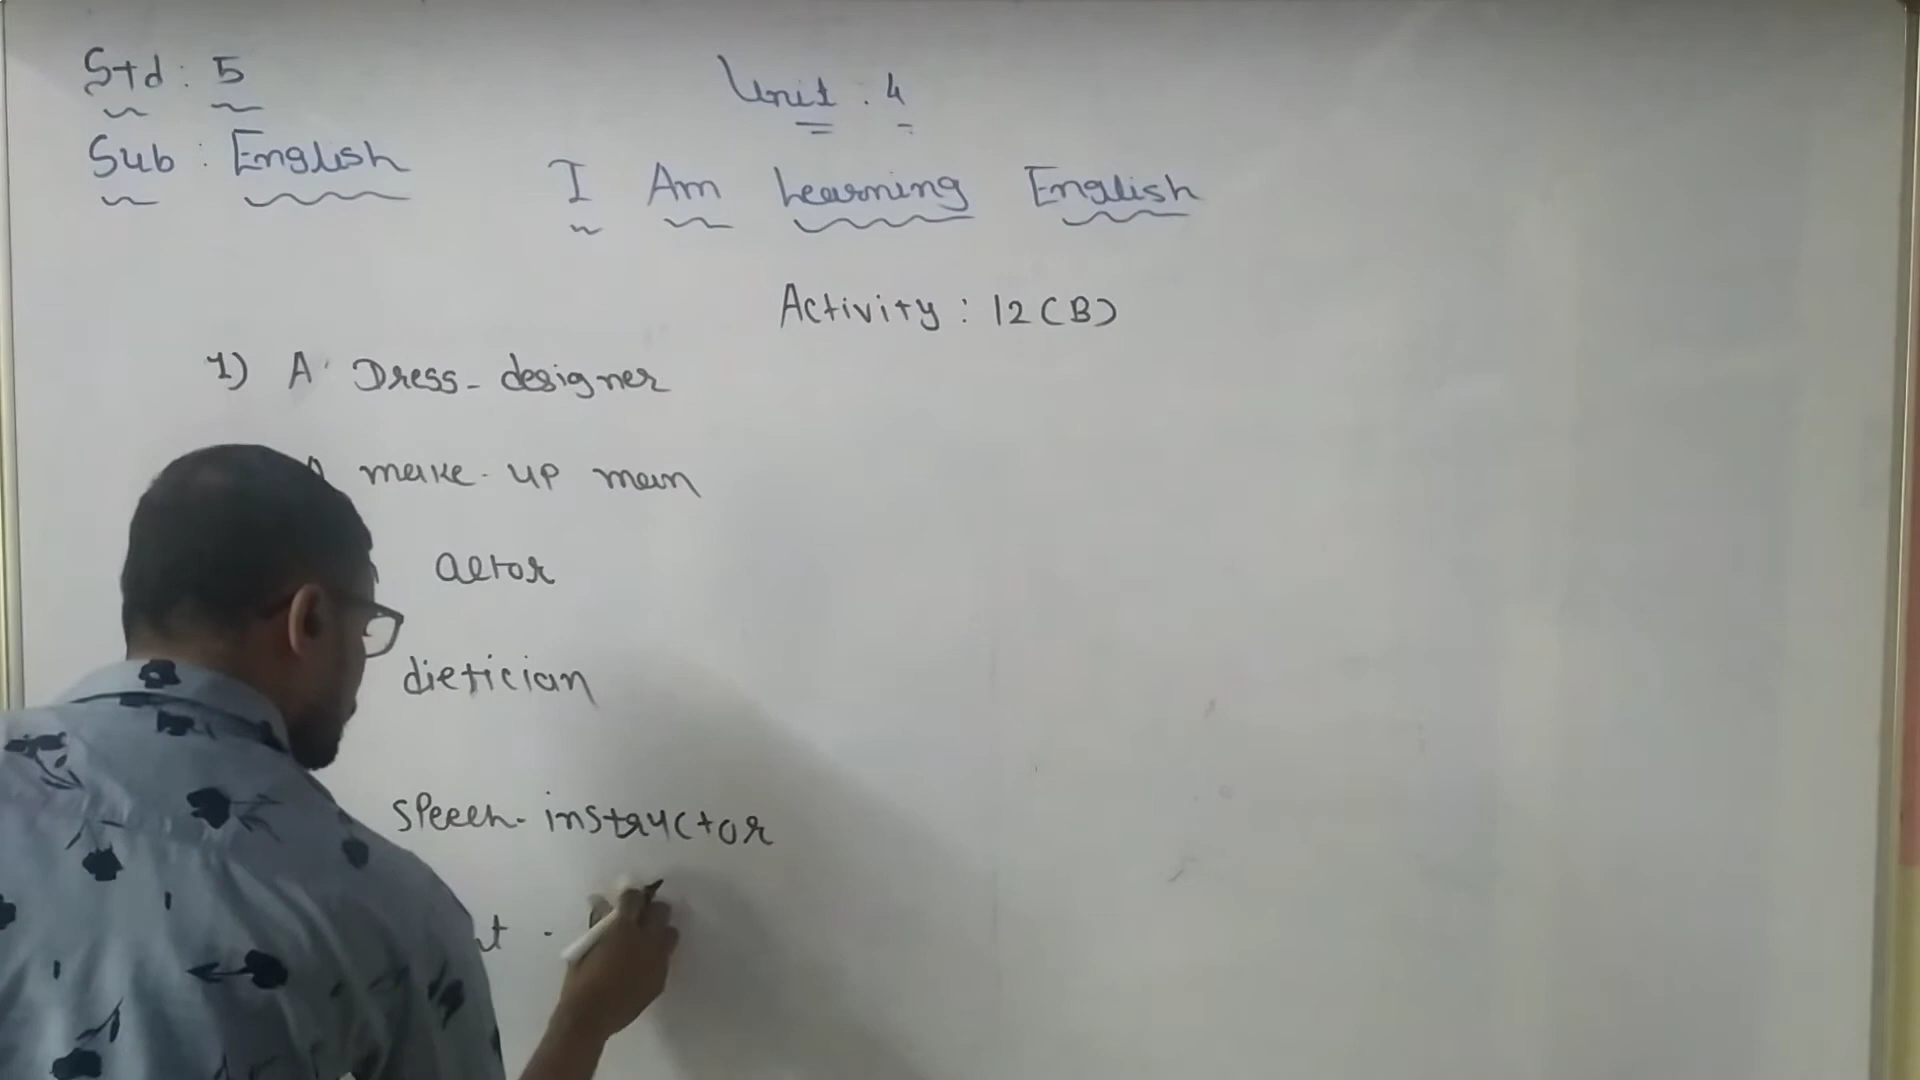 Std : 5
Unit : 4
Sub : English
I Am Learning English
Activity : 12 (B)
1) A Dress-designer
A make-up man
actor
dietician
speech-instructor